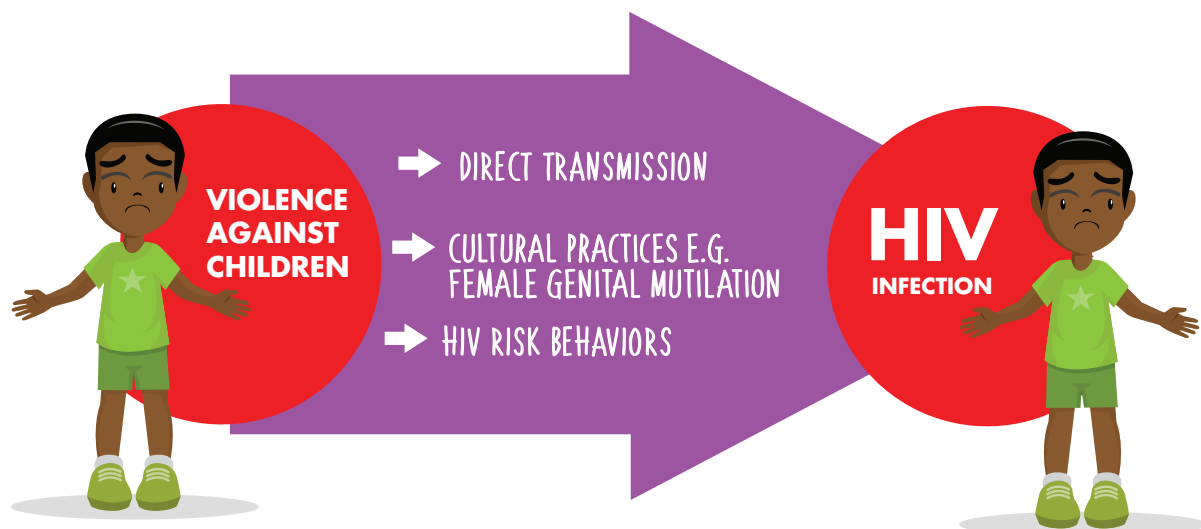 VIOLENCE
AGAINST
CHILDREN
DIRECT TRANSMISSION
CULTURAL PRACTICES E.G.
FEMALE GENITAL MUTILATION
HIV RISK BEHAVIORS
HIV
INFECTION